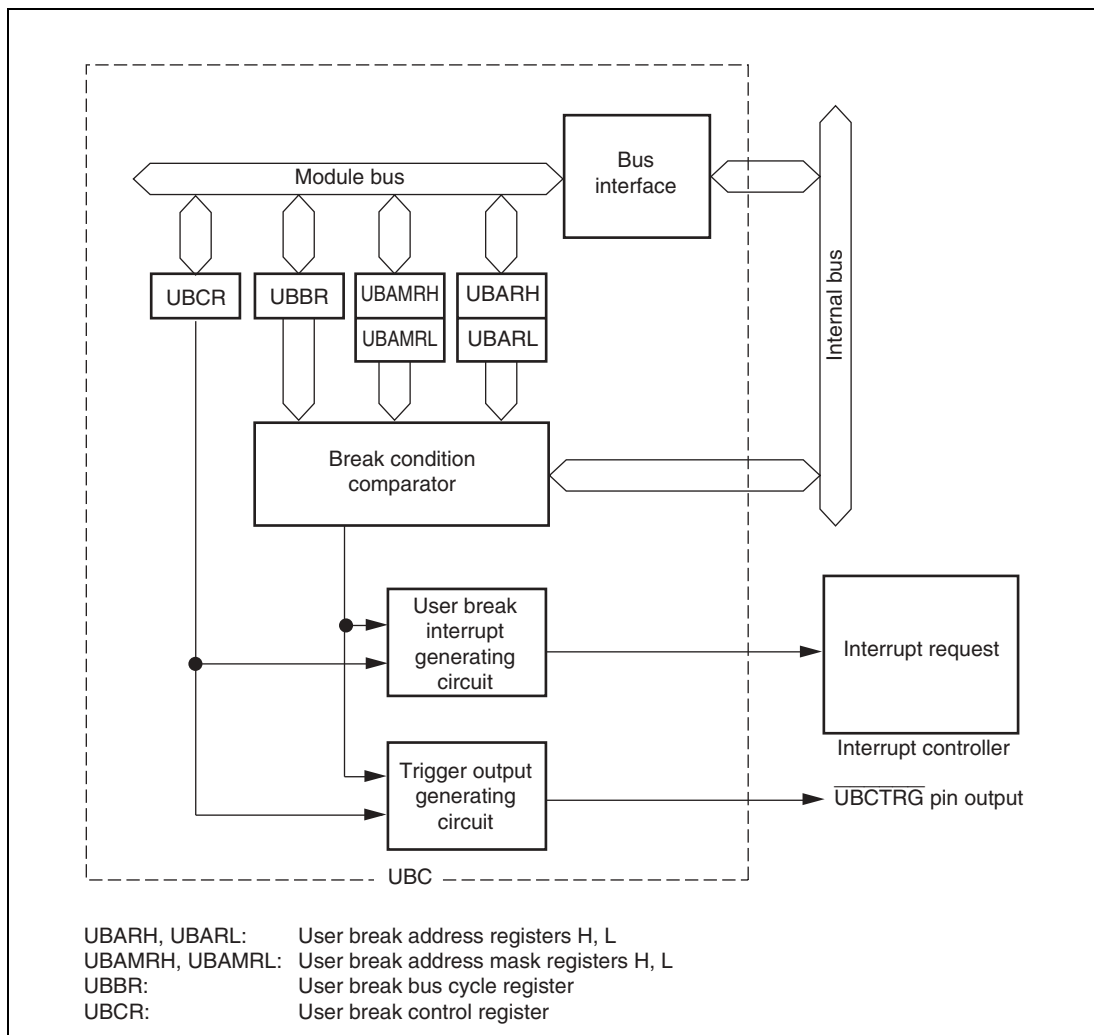 Module bus
Bus
interface
Internal bus
UBCR
UBBR
UBAMRH
UBAMRL
UBARH
UBARL
Break condition
comparator
User break
interrupt
generating
circuit
Interrupt request
Interrupt controller
Trigger output
generating
circuit
UBCTRG pin output
UBC
UBARH, UBARL: User break address registers H, L
UBAMRH, UBAMRL: User break address mask registers H, L
UBBR: User break bus cycle register
UBCR: User break control register